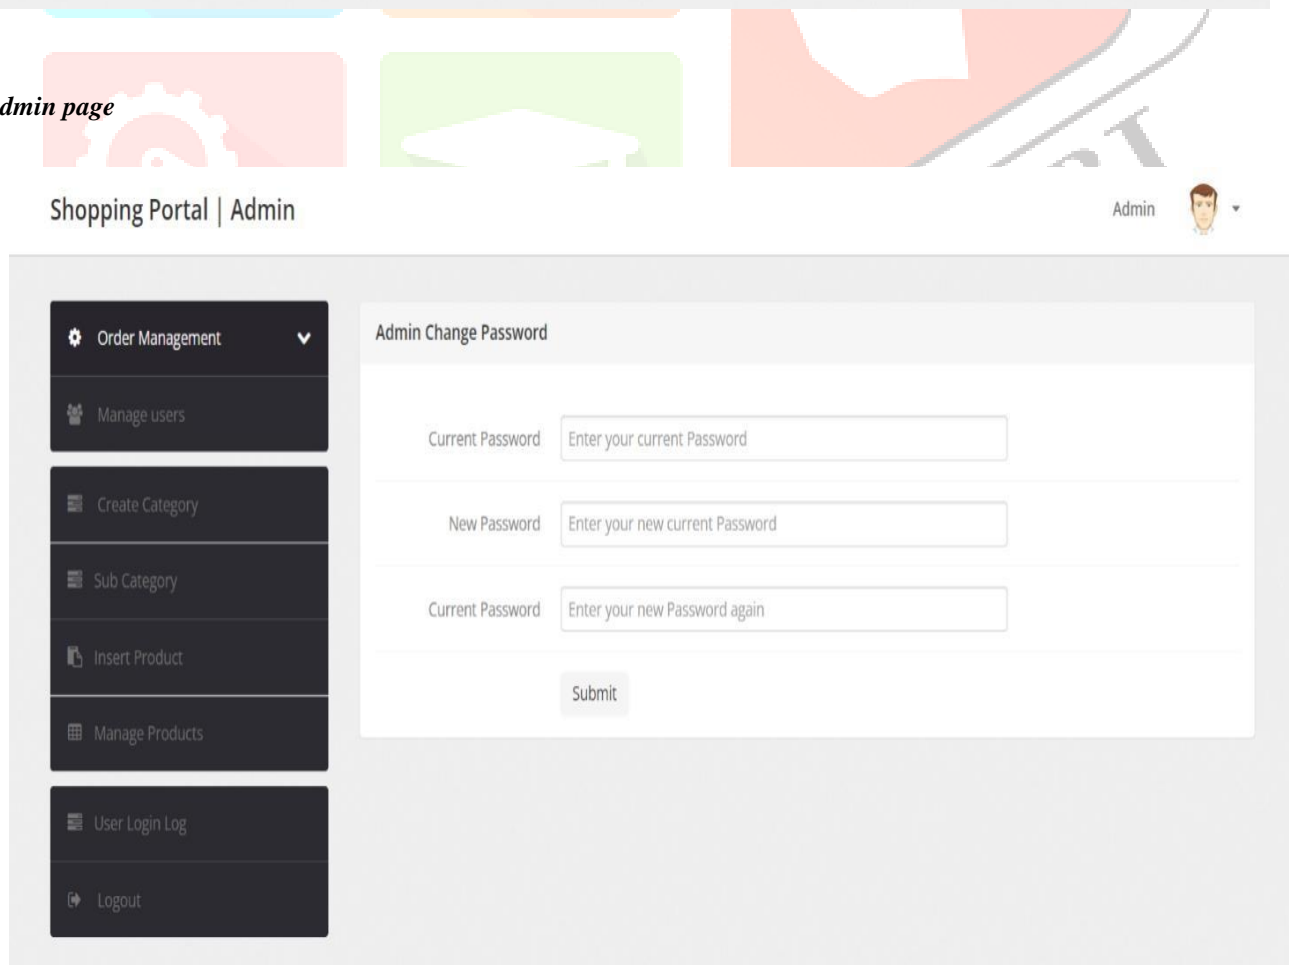 dmin page
Shopping Portal | Admin
Admin
Order Management
Manage users
Create Category
Sub Category
Insert Product
Manage Products
User Login Log
Logout
Admin Change Password
Current Password Enter your current Password
New Password Enter your new current Password
Current Password Enter your new Password again
Submit